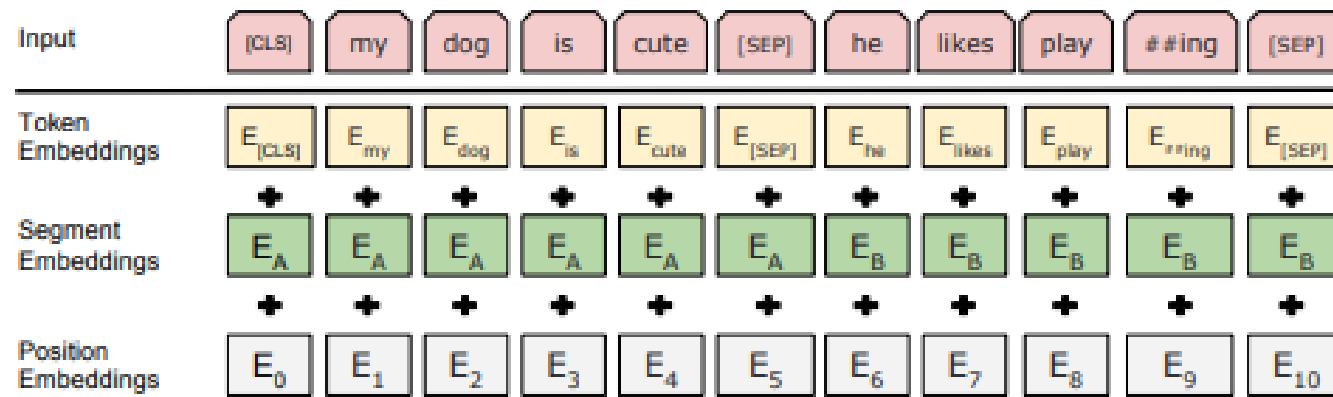 Input [CLS] my dog is cute [SEP] he likes play ##ing [SEP]
Token
Embeddings E[CLS] Emy Edog Eis Ecute E[SEP] Ehe Elikes Eplay E##ing E[SEP]
+ + + + + + + + + + +
Segment
Embeddings EA EA EA EA EA EA EB EB EB EB EB
+ + + + + + + + + + +
Position
Embeddings E0 E1 E2 E3 E4 E5 E6 E7 E8 E9 E10